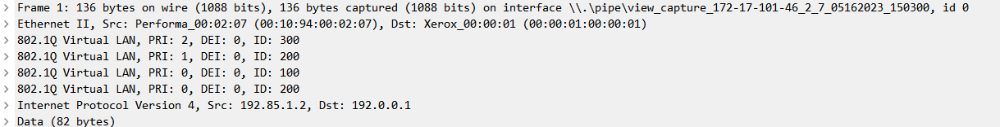 Frame 1: 136 bytes on wire (1088 bits), 136 bytes captured (1088 bits) on interface \\.\pipe\view_capture_172-17-101-46_2_7_05162023_150300, id 0
Ethernet II, Src: Performa_00:02:07 (00:10:94:00:02:07), Dst: Xerox_00:00:01 (00:00:01:00:00:01)
802.1Q Virtual LAN, PRI: 2, DEI: 0, ID: 300
802.1Q Virtual LAN, PRI: 1, DEI: 0, ID: 200
802.1Q Virtual LAN, PRI: 0, DEI: 0, ID: 100
802.1Q Virtual LAN, PRI: 0, DEI: 0, ID: 200
Internet Protocol Version 4, Src: 192.85.1.2, Dst: 192.0.0.1
Data (82 bytes)